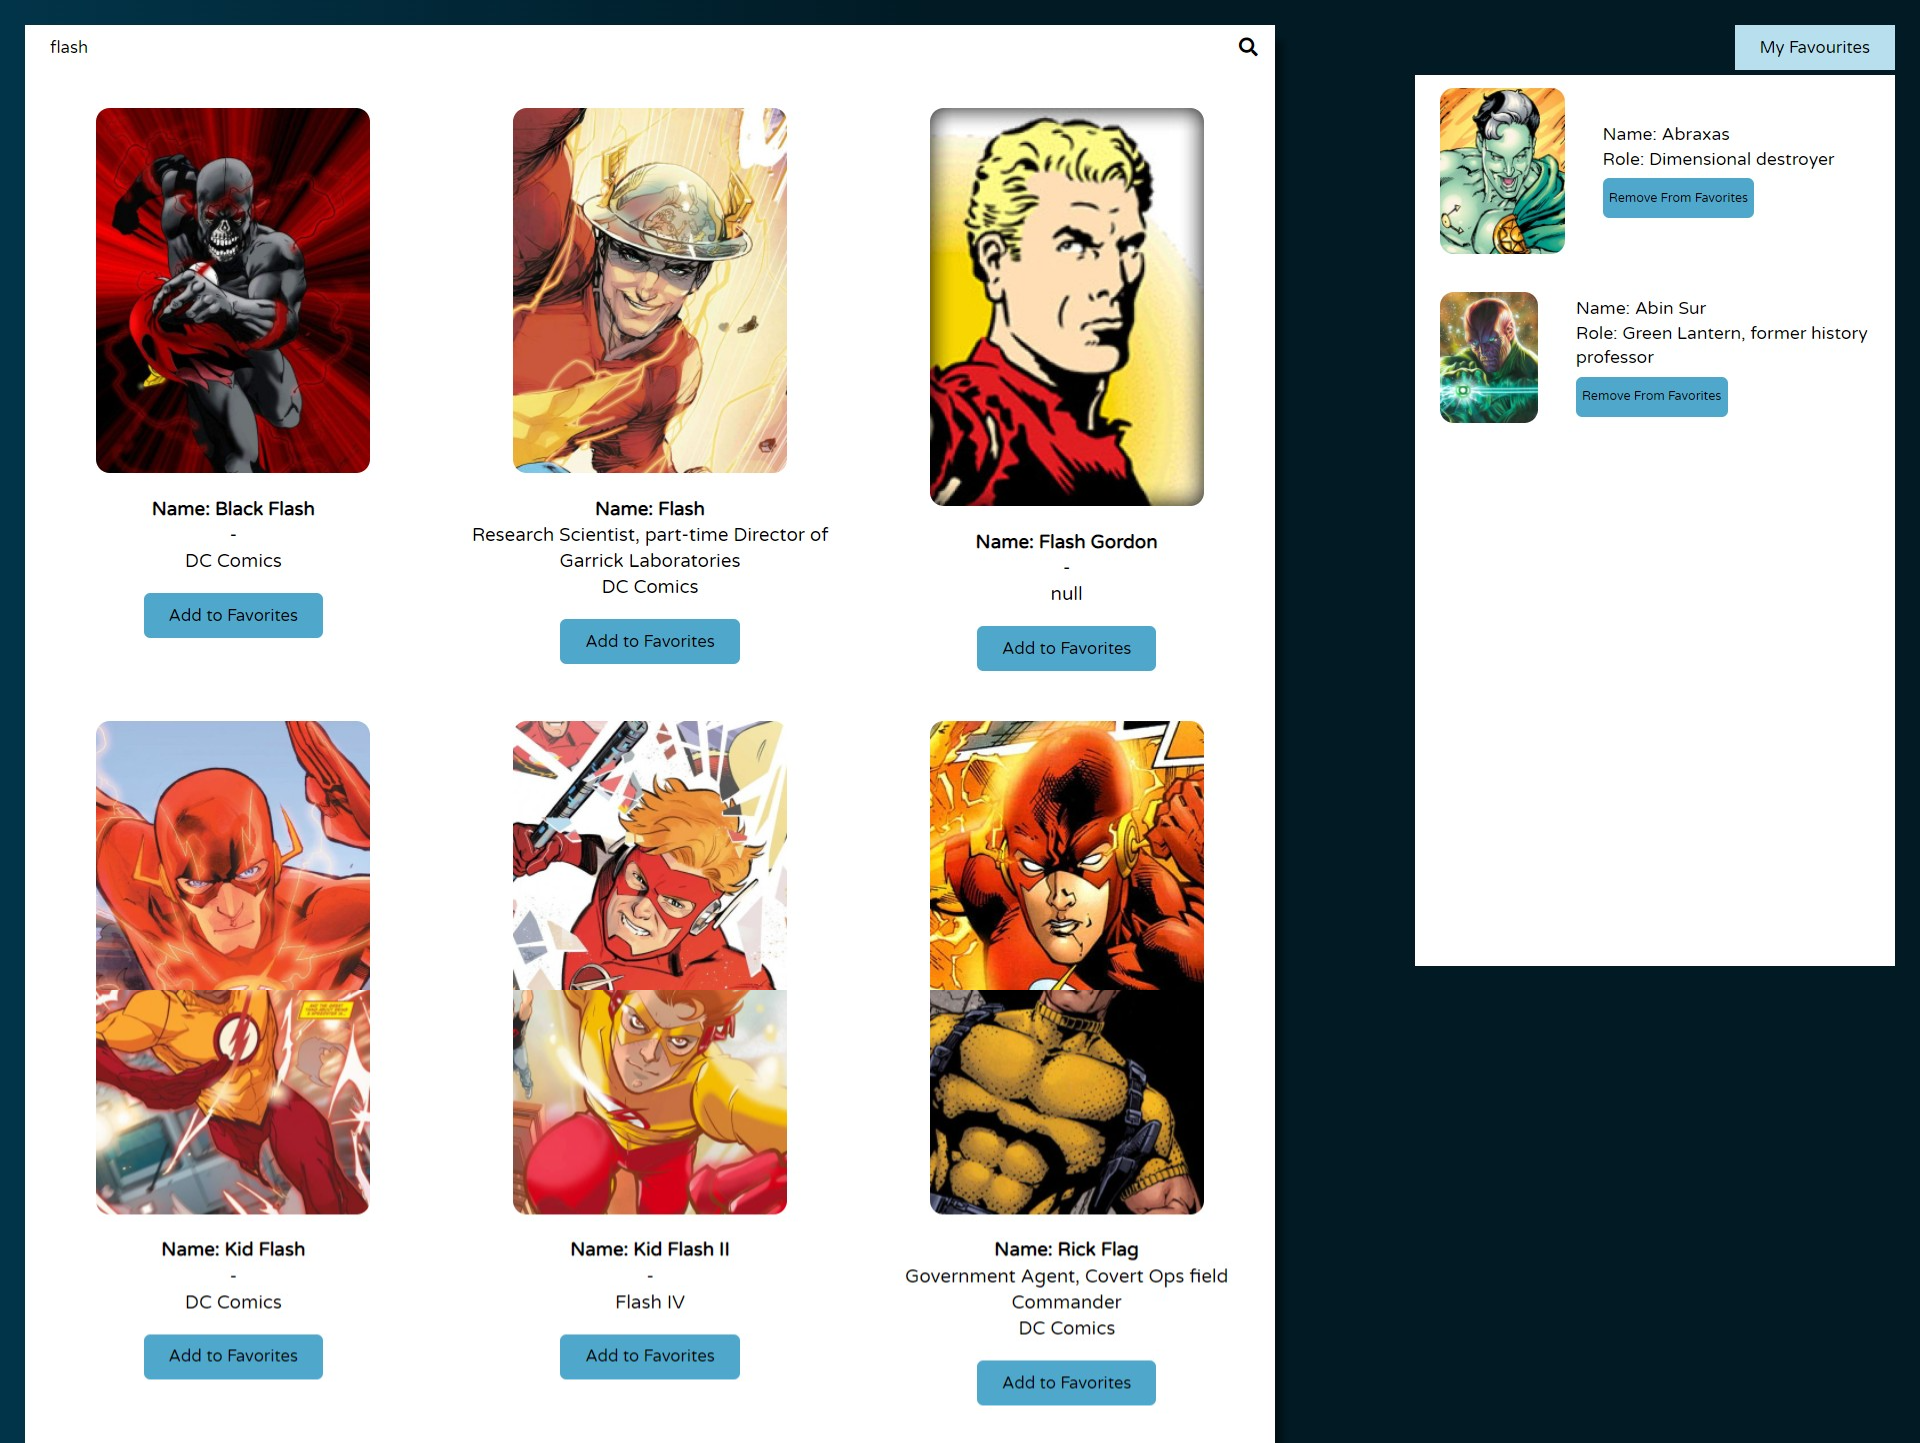 flash
My Favourites
Name: Abraxas
Role: Dimensional destroyer
Remove From Favorites
Name: Abin Sur
Role: Green Lantern, former history
professor
Remove From Favorites
Name: Black Flash
-
DC Comics
Add to Favorites
Name: Flash
Research Scientist, part-time Director of
Garrick Laboratories
DC Comics
Add to Favorites
Name: Flash Gordon
-
null
Add to Favorites
Name: Kid Flash
-
DC Comics
Add to Favorites
Name: Kid Flash II
-
Flash IV
Add to Favorites
Name: Rick Flag
Government Agent, Covert Ops field
Commander
DC Comics
Add to Favorites